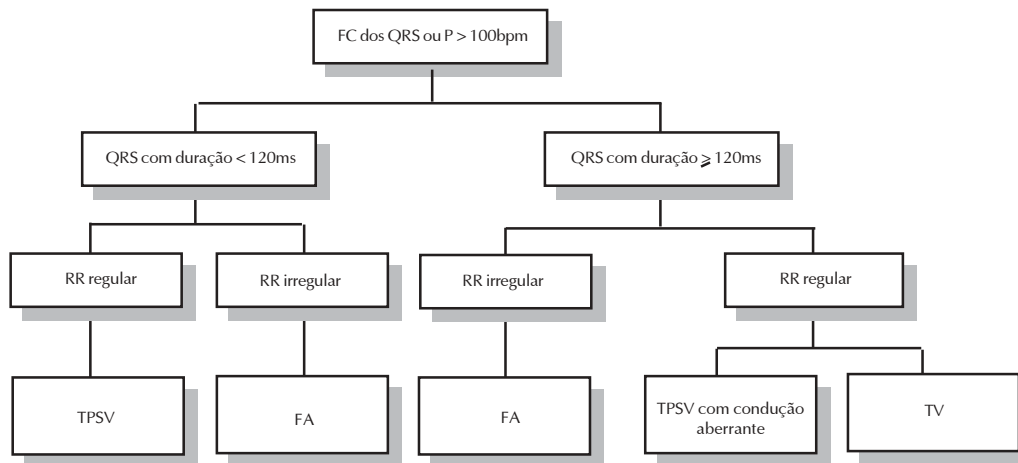 FC dos QRS ou P > 100bpm
QRS com duração < 120ms
QRS com duração ≥ 120ms
RR regular
RR irregular
RR irregular
RR regular
TPSV
FA
FA
TPSV com condução
aberrante
TV